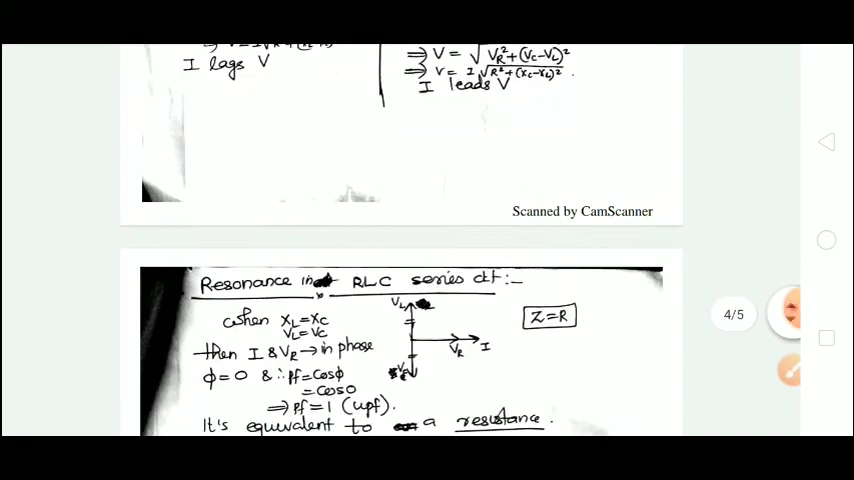 I lags V
⇒ V = √V_R² + (V_C - V_L)²
⇒ V = I √R² + (X_C - X_L)²
I leads V
Scanned by CamScanner
Resonance in RLC series ckt :-
when X_L = X_C
V_L = V_C
then I & V_R → in phase
φ = 0 & ∴ pf = cosφ
= cos0
⇒ pf = 1 (upf).
It's equivalent to a resistance.
V_L
V_R I
V_C
Z = R
4/5